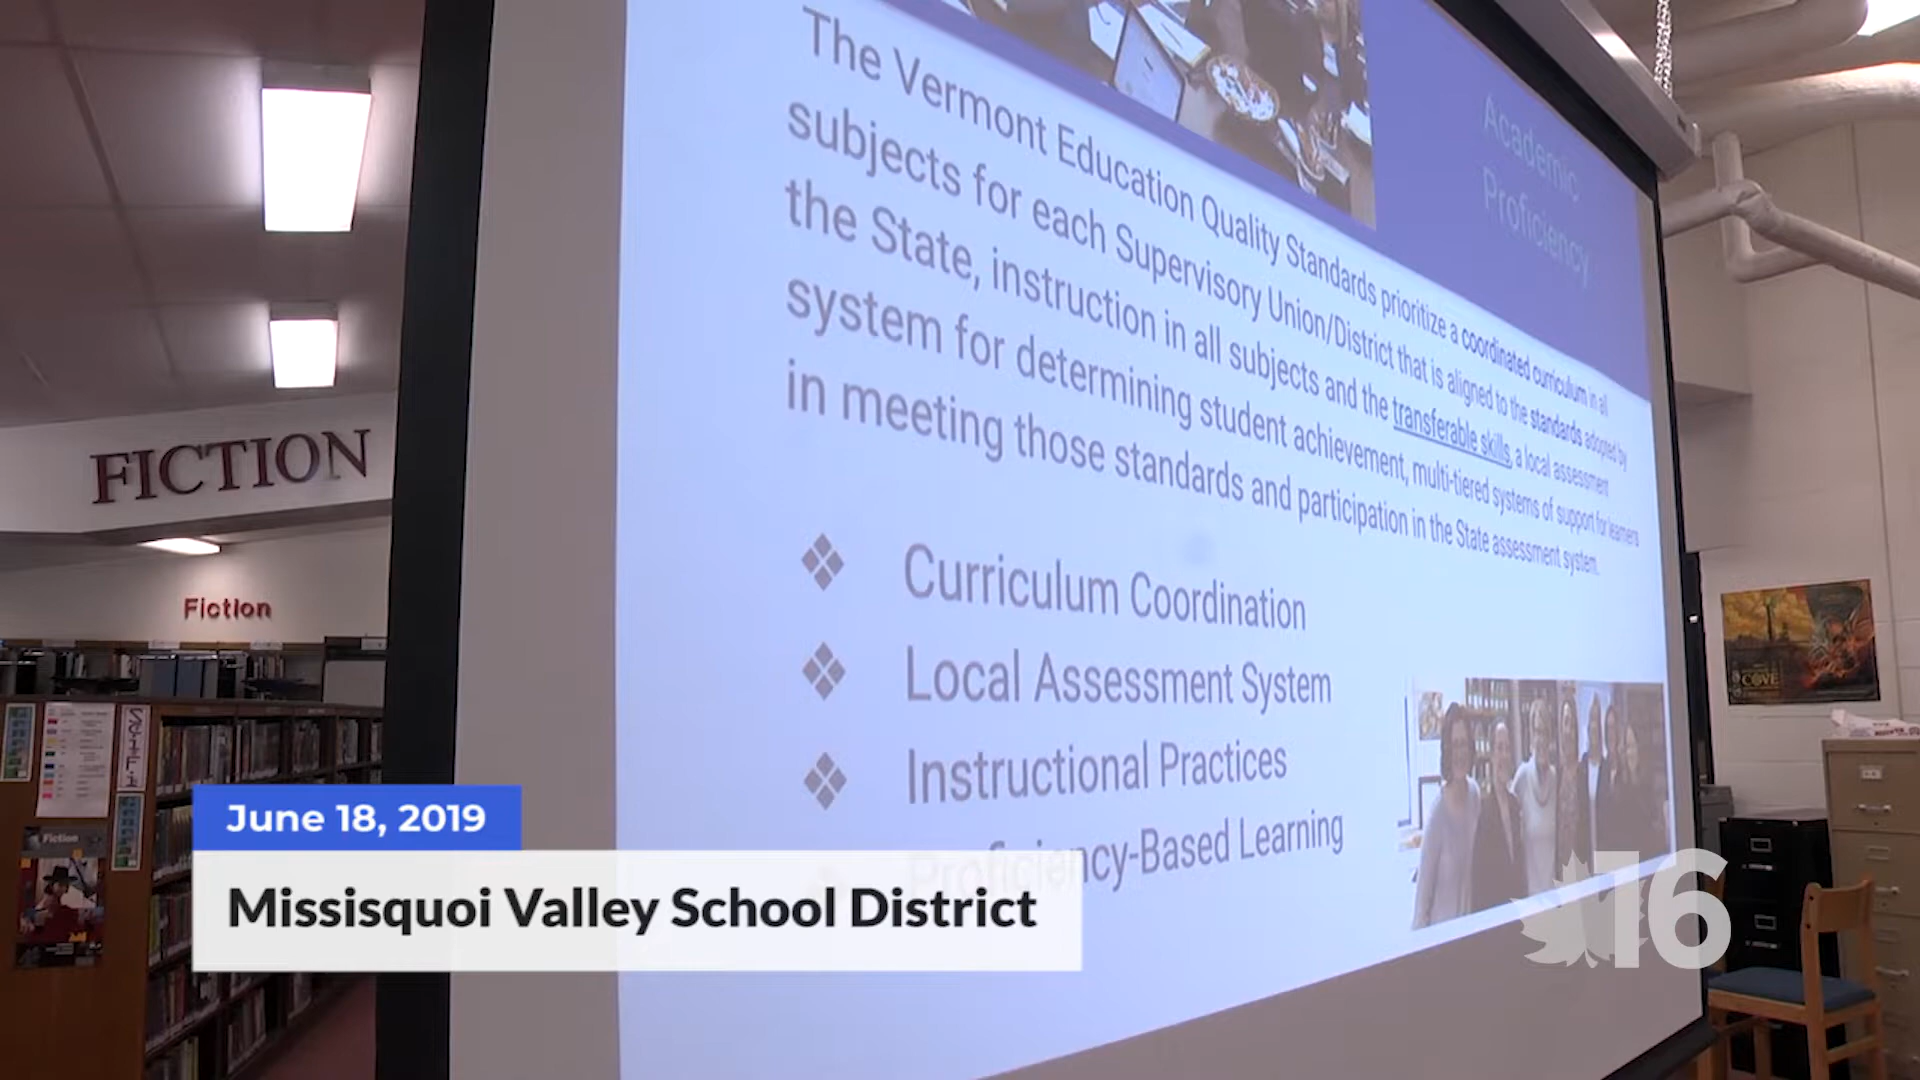 The Vermont Education Quality Standards prioritize a coordinated curriculum in all
subjects for each Supervisory Union/District that is aligned to the standards adopted by
the State, instruction in all subjects and the transferable skills, a local assessment
system for determining student achievement, multi-tiered systems of support for learners
in meeting those standards and participation in the State assessment system.
❖ Curriculum Coordination
❖ Local Assessment System
❖ Instructional Practices
Proficiency-Based Learning
Academic
Proficiency
FICTION
Fiction
Fiction
COVE
June 18, 2019
Missisquoi Valley School District
16